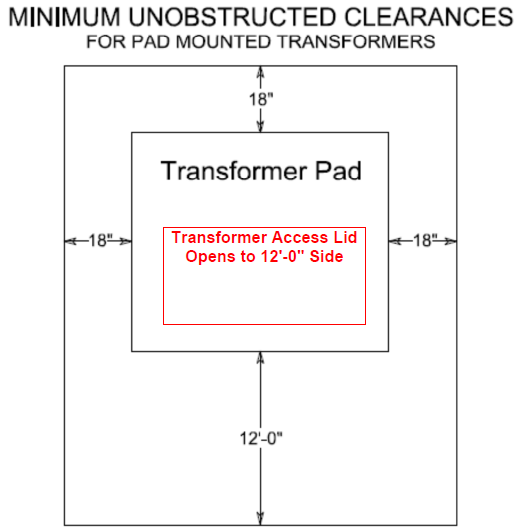 MINIMUM UNOBSTRUCTED CLEARANCES
FOR PAD MOUNTED TRANSFORMERS
18"
Transformer Pad
18"
Transformer Access Lid
Opens to 12'-0" Side
18"
12'-0"